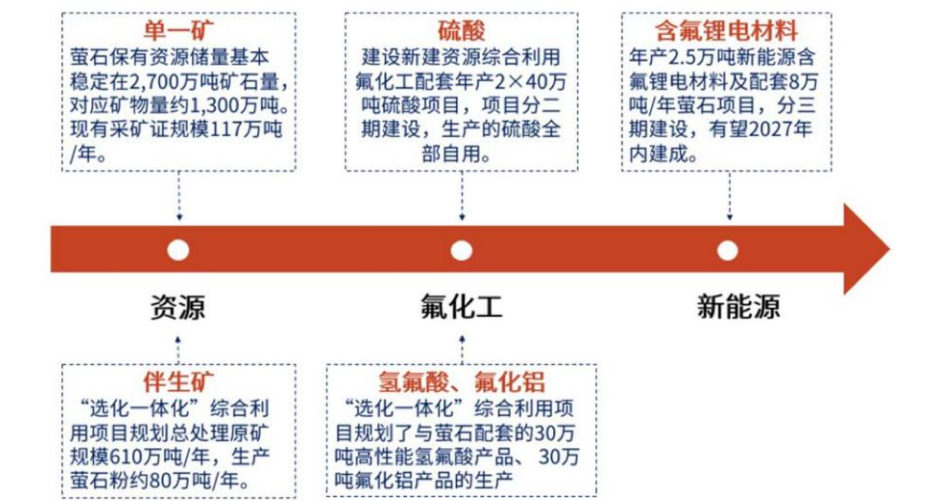 单一矿
萤石保有资源储量基本
稳定在2,700万吨矿石量，
对应矿物量约1,300万吨。
现有采矿证规模117万吨
/年。
硫酸
建设新建资源综合利用
氟化工配套年产2×40万
吨硫酸项目，项目分二
期建设，生产的硫酸全
部自用。
含氟锂电材料
年产2.5万吨新能源含
氟锂电材料及配套8万
吨/年萤石项目，分三
期建设，有望2027年
内建成。
资源
氟化工
新能源
伴生矿
“选化一体化”综合利
用项目规划总处理原矿
规模610万吨/年，生产
萤石粉约80万吨/年。
氢氟酸、氟化铝
“选化一体化”综合利用项
目规划了与萤石配套的30万
吨高性能氢氟酸产品、 30万
吨氟化铝产品的生产